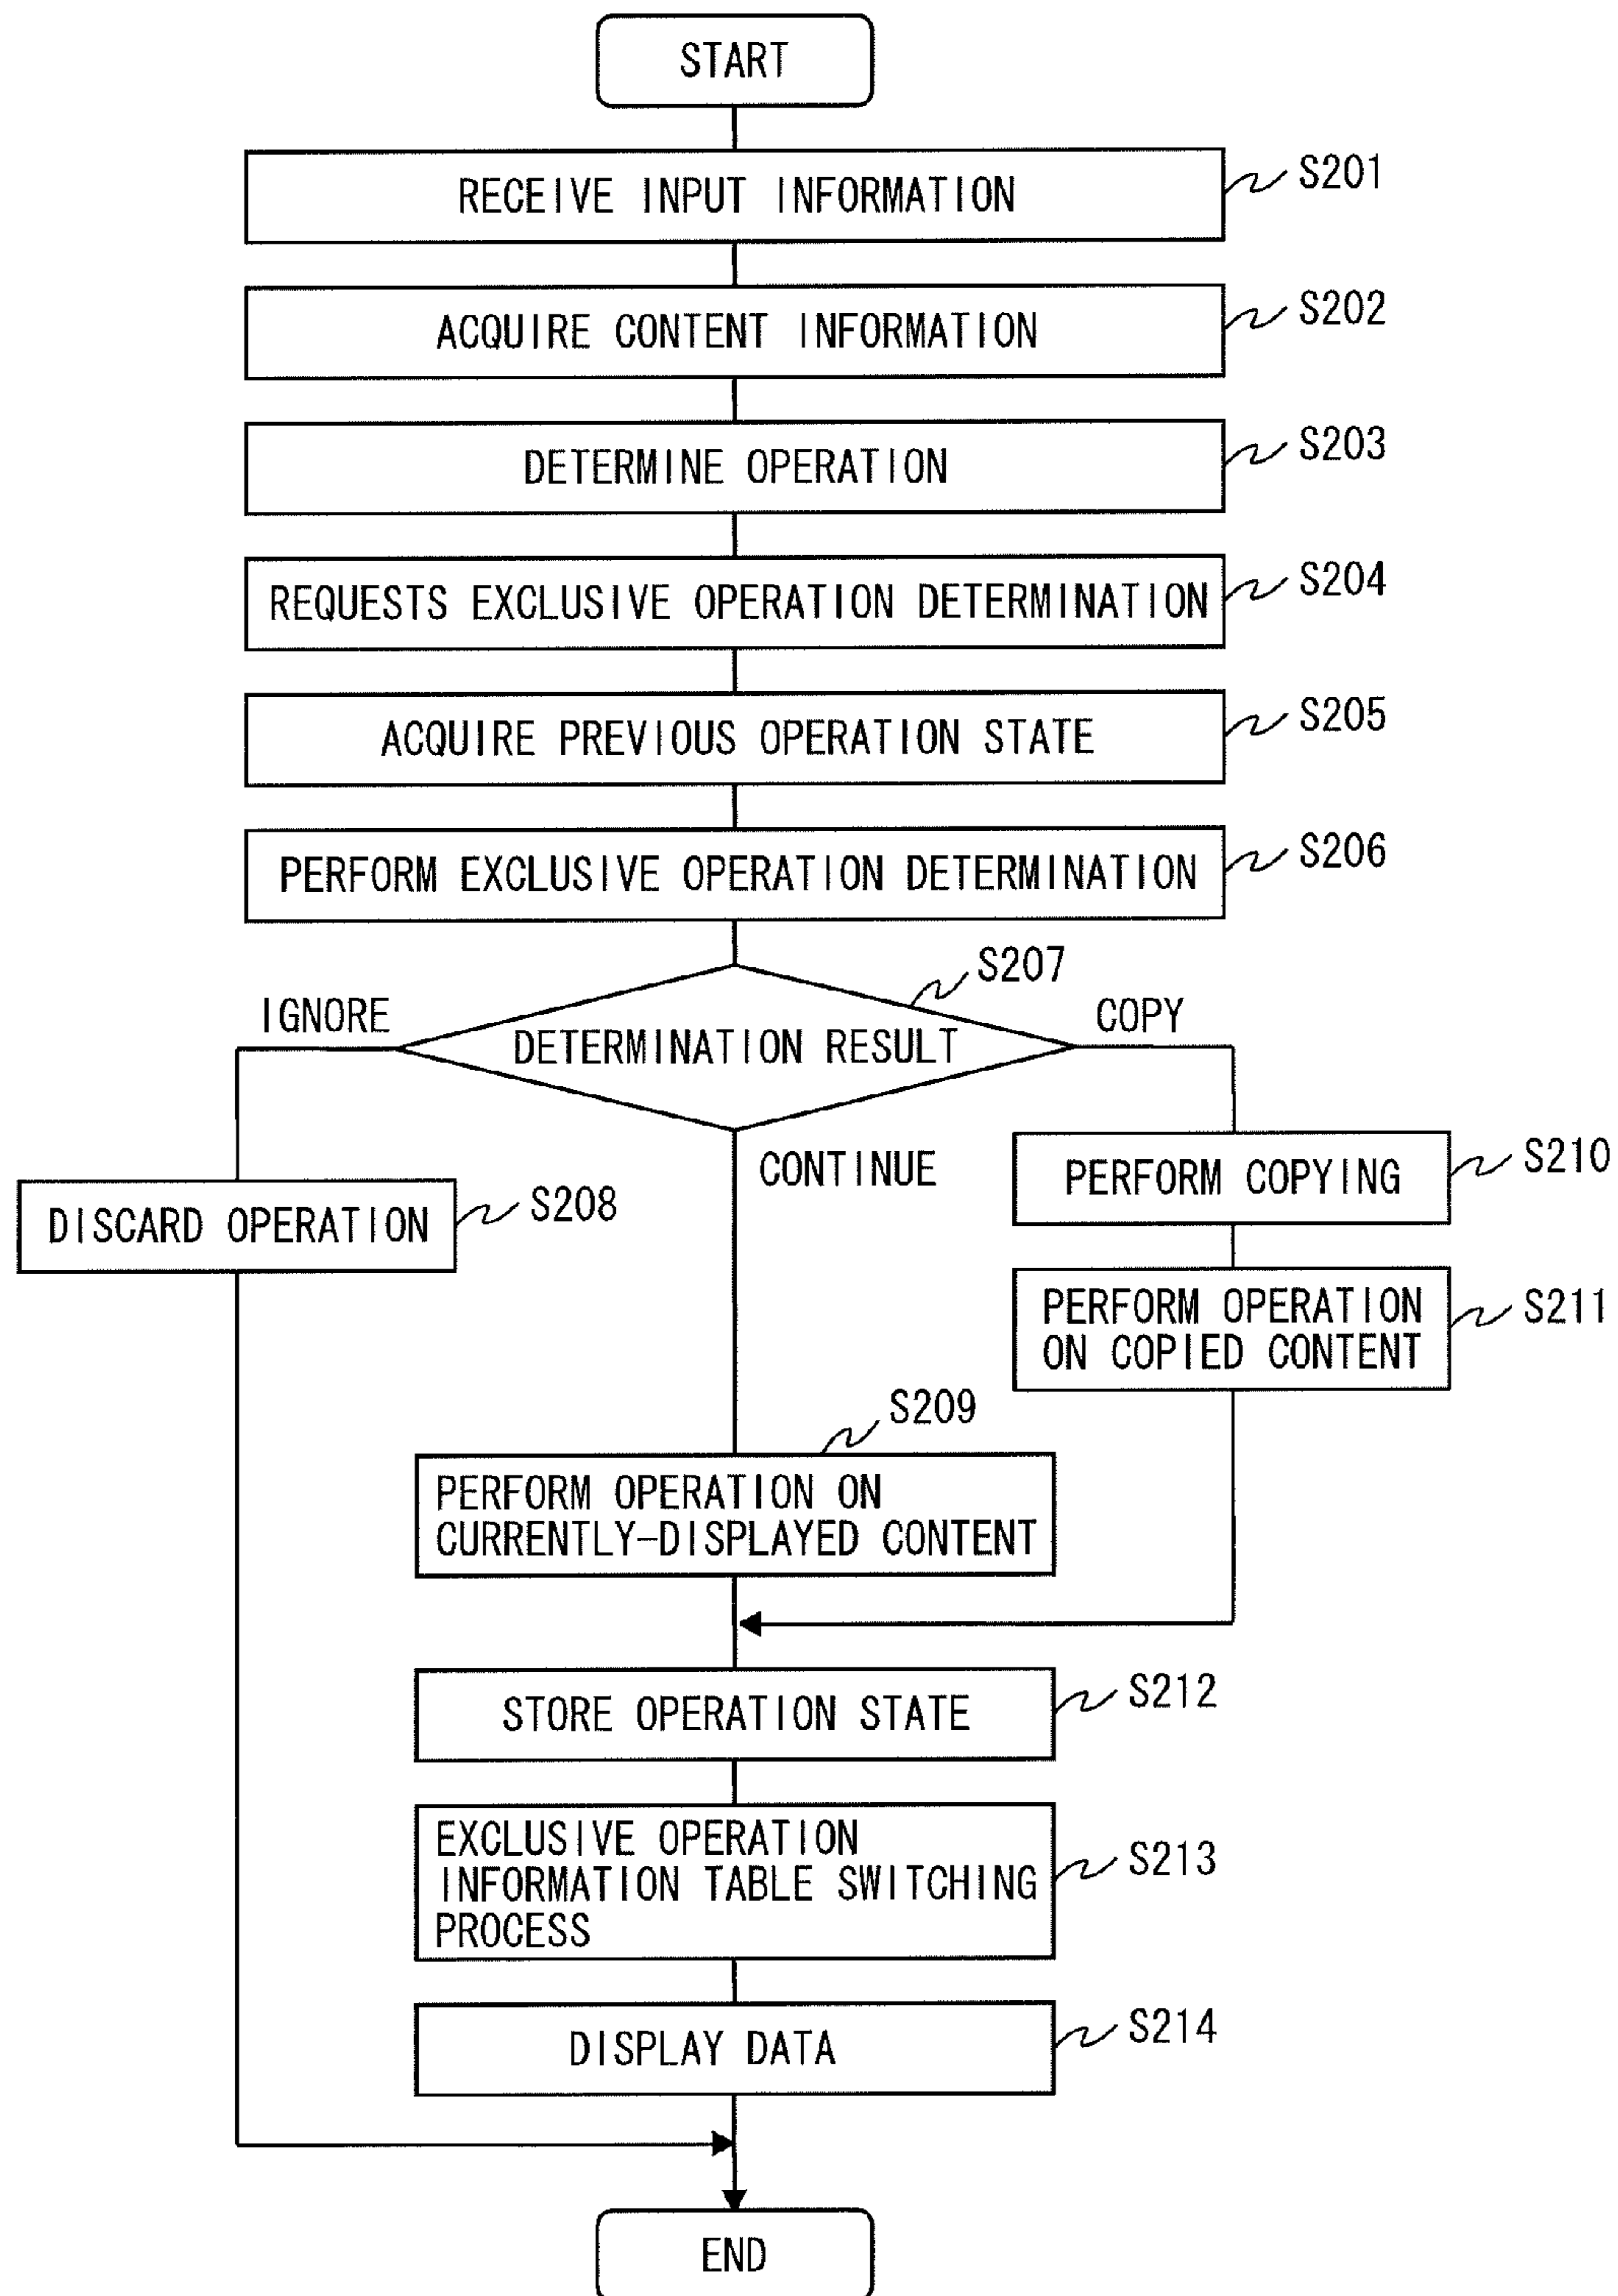 START
RECEIVE INPUT INFORMATION
S201
ACQUIRE CONTENT INFORMATION
S202
DETERMINE OPERATION
S203
REQUESTS EXCLUSIVE OPERATION DETERMINATION
S204
ACQUIRE PREVIOUS OPERATION STATE
S205
PERFORM EXCLUSIVE OPERATION DETERMINATION
S206
S207
IGNORE
DETERMINATION RESULT
COPY
CONTINUE
DISCARD OPERATION
S208
PERFORM COPYING
S210
PERFORM OPERATION
ON COPIED CONTENT
S211
S209
PERFORM OPERATION ON
CURRENTLY-DISPLAYED CONTENT
STORE OPERATION STATE
S212
EXCLUSIVE OPERATION
INFORMATION TABLE SWITCHING
PROCESS
S213
DISPLAY DATA
S214
END